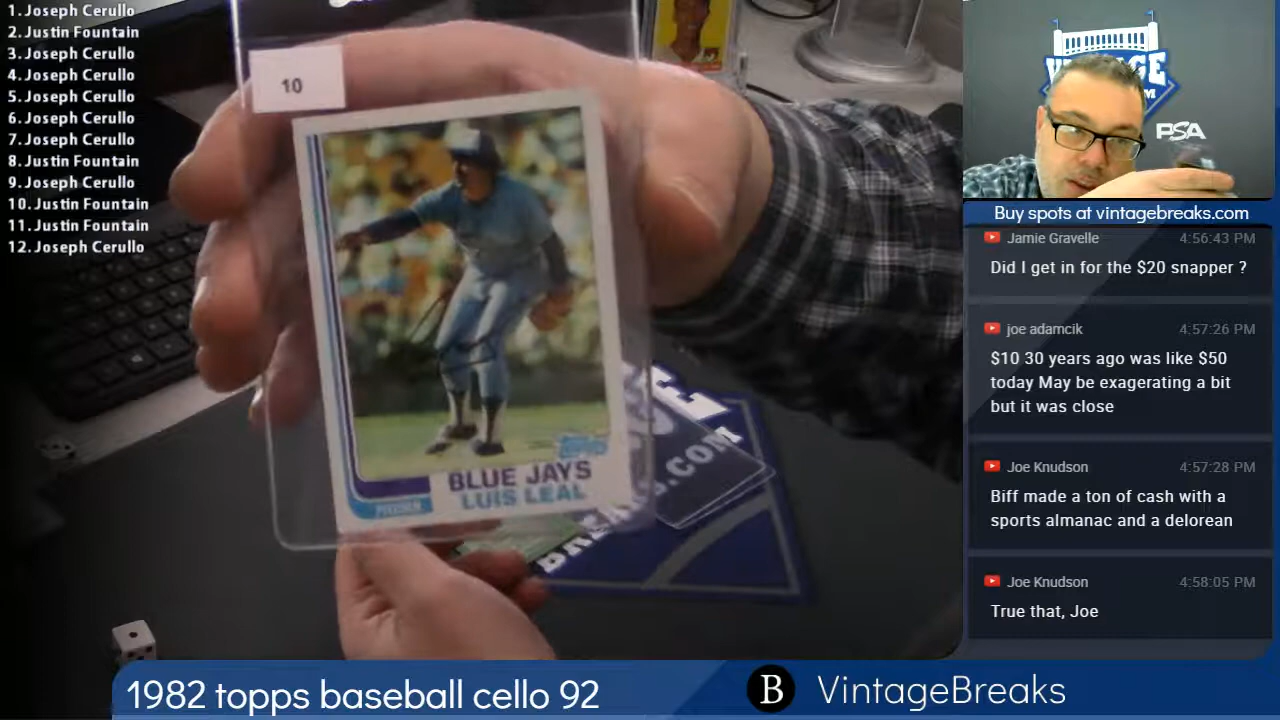 1. Joseph Cerullo
2. Justin Fountain
3. Joseph Cerullo
4. Joseph Cerullo
5. Joseph Cerullo
6. Joseph Cerullo
7. Joseph Cerullo
8. Justin Fountain
9. Joseph Cerullo
10. Justin Fountain
11. Justin Fountain
12. Joseph Cerullo
10
BLUE JAYS
LUIS LEAL
PITCHER
topps
.COM
PSA
Buy spots at vintagebreaks.com
Jamie Gravelle 4:56:43 PM
Did I get in for the $20 snapper ?
joe adamcik 4:57:26 PM
$10 30 years ago was like $50
today May be exagerating a bit
but it was close
Joe Knudson 4:57:28 PM
Biff made a ton of cash with a
sports almanac and a delorean
Joe Knudson 4:58:05 PM
True that, Joe
1982 topps baseball cello 92
B VintageBreaks